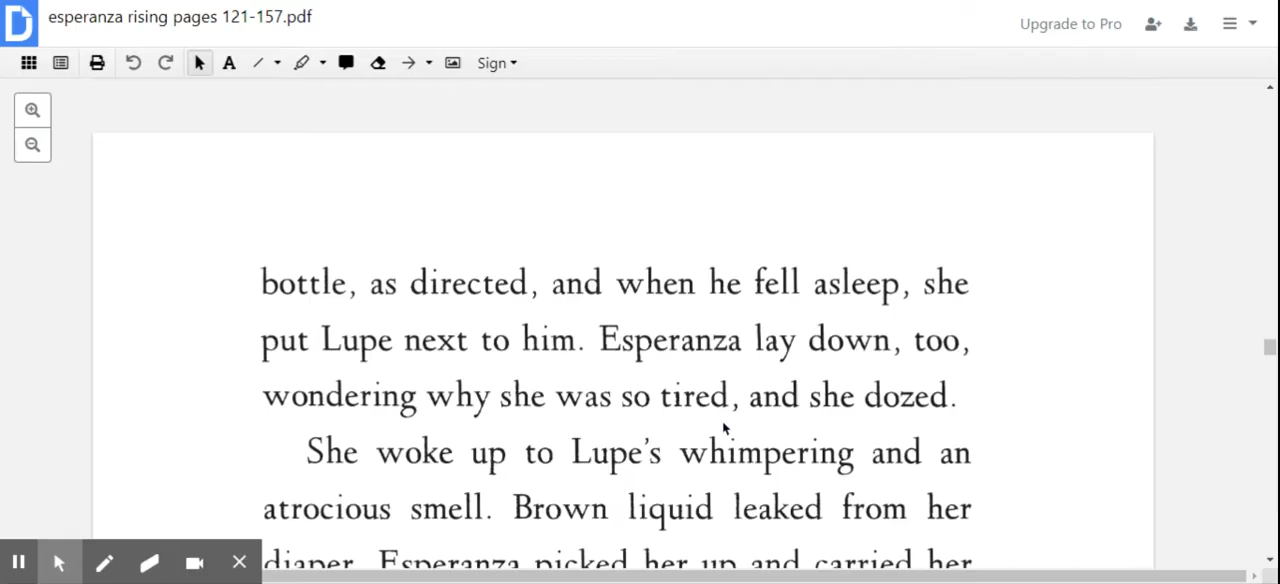 esperanza rising pages 121-157.pdf
Upgrade to Pro
A
Sign
bottle, as directed, and when he fell asleep, she
put Lupe next to him. Esperanza lay down, too,
wondering why she was so tired, and she dozed.
She woke up to Lupe's whimpering and an
atrocious smell. Brown liquid leaked from her
diaper. Esperanza picked her up and carried her